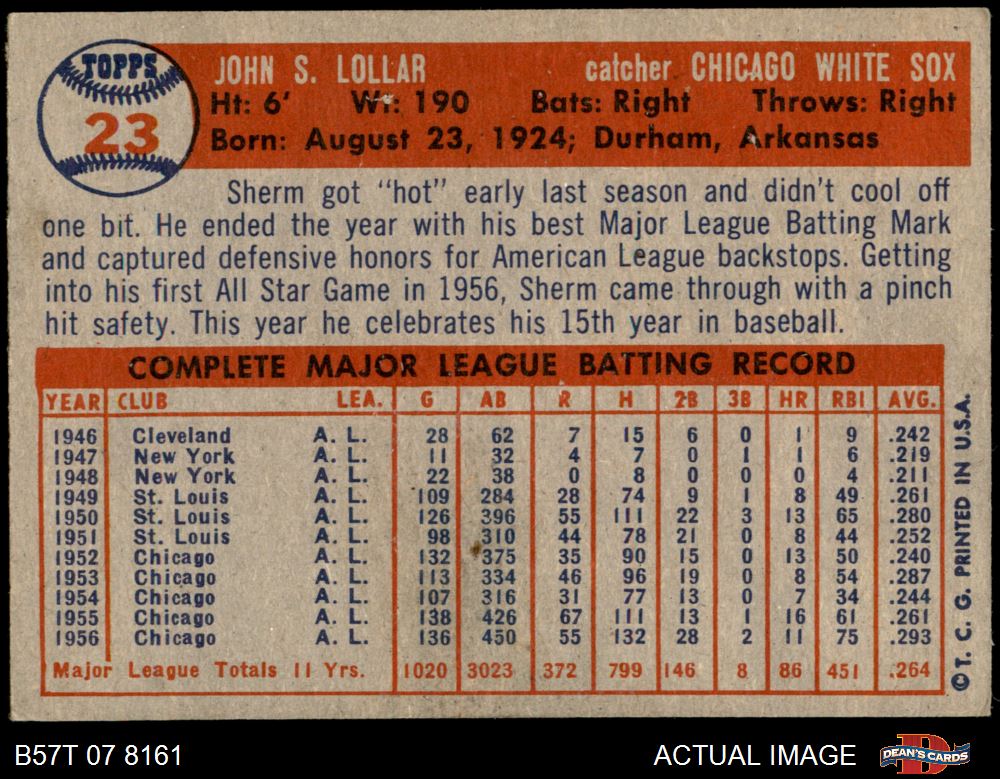 TOPPS
23
JOHN S. LOLLAR catcher CHICAGO WHITE SOX
Ht: 6' Wt: 190 Bats: Right Throws: Right
Born: August 23, 1924; Durham, Arkansas
Sherm got "hot" early last season and didn't cool off
one bit. He ended the year with his best Major League Batting Mark
and captured defensive honors for American League backstops. Getting
into his first All Star Game in 1956, Sherm came through with a pinch
hit safety. This year he celebrates his 15th year in baseball.
COMPLETE MAJOR LEAGUE BATTING RECORD
YEAR CLUB LEA. G AB R H 2B 3B HR RBI AVG.
1946 Cleveland A. L. 28 62 7 15 6 0 1 9 .242
1947 New York A. L. 11 32 4 7 0 1 1 6 .219
1948 New York A. L. 22 38 0 8 0 0 0 4 .211
1949 St. Louis A. L. 109 284 28 74 9 1 8 49 .261
1950 St. Louis A. L. 126 396 55 111 22 3 13 65 .280
1951 St. Louis A. L. 98 310 44 78 21 0 8 44 .252
1952 Chicago A. L. 132 375 35 90 15 0 13 50 .240
1953 Chicago A. L. 113 334 46 96 19 0 8 54 .287
1954 Chicago A. L. 107 316 31 77 13 0 7 34 .244
1955 Chicago A. L. 138 426 67 111 13 1 16 61 .261
1956 Chicago A. L. 136 450 55 132 28 2 11 75 .293
Major League Totals 11 Yrs. 1020 3023 372 799 146 8 86 451 .264
©T. C. G. PRINTED IN U.S.A.
B57T 07 8161 ACTUAL IMAGE DEAN'S CARDS